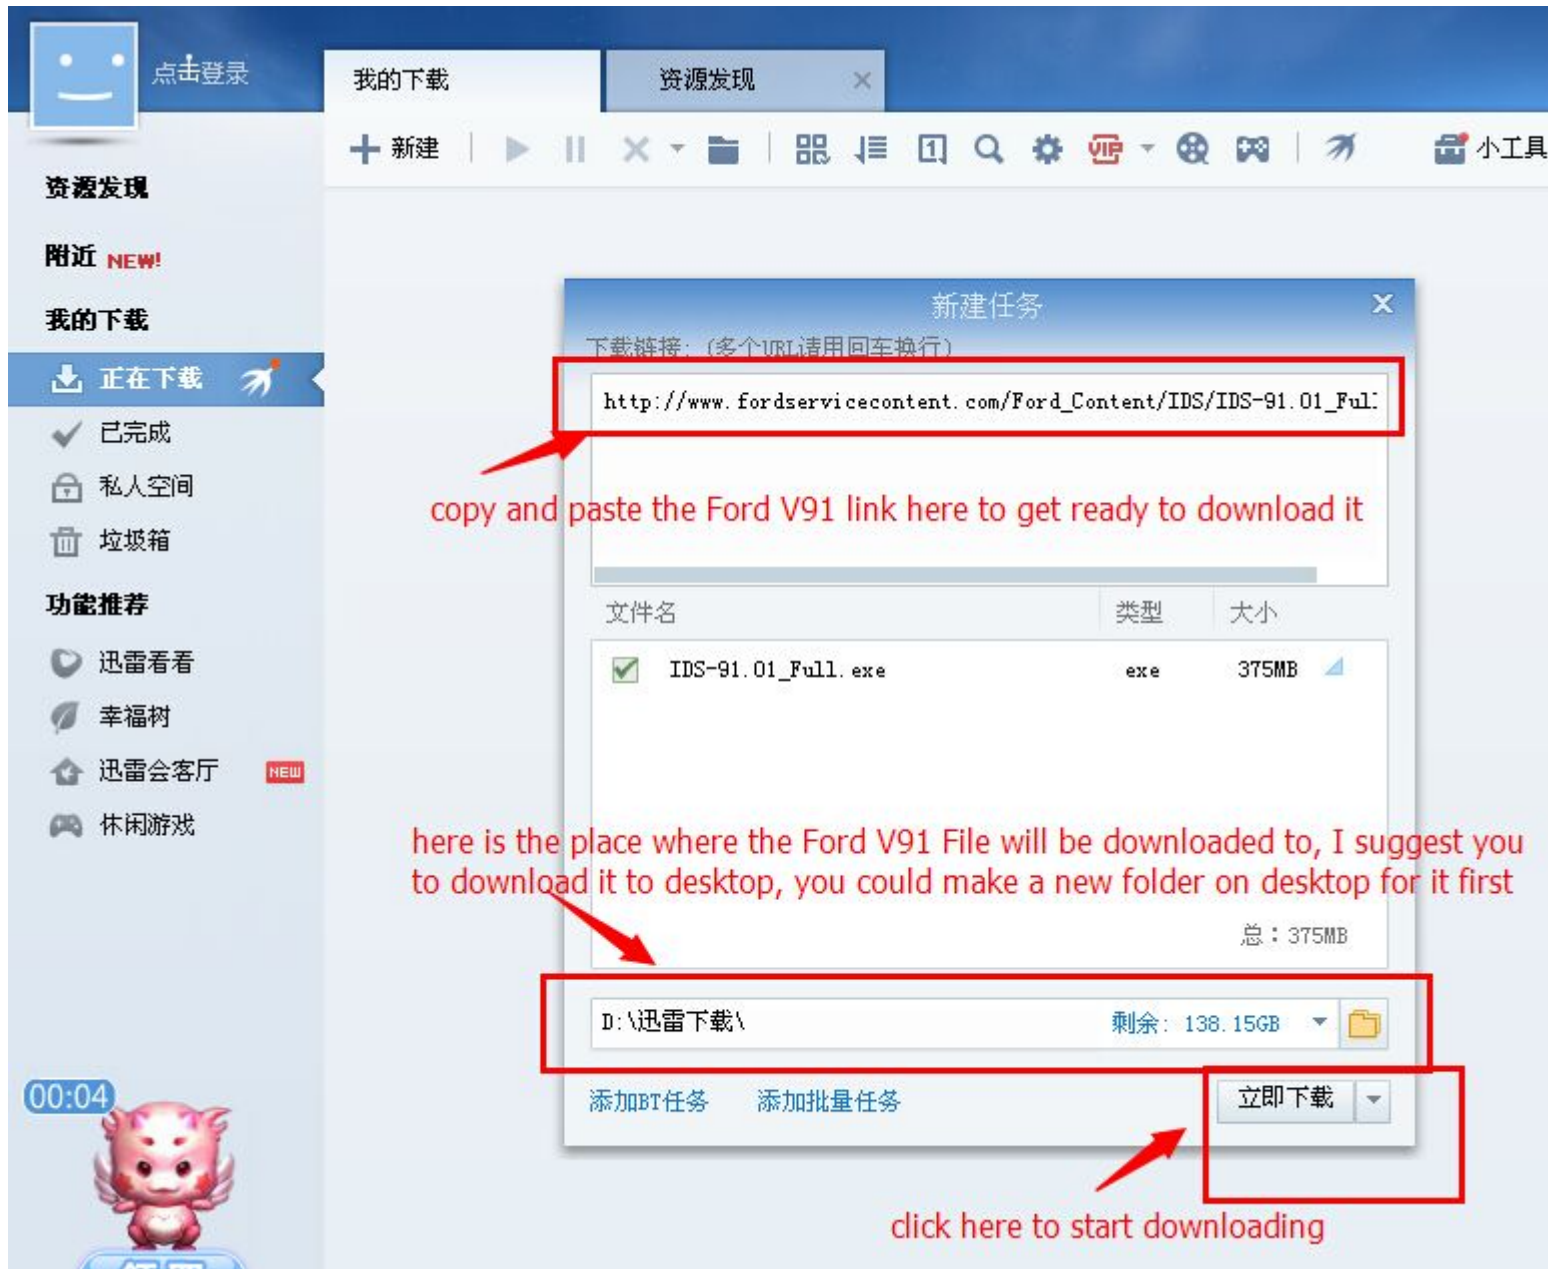 点击登录
我的下载
资源发现
新建
VIP
小工具
资源发现
附近 NEW!
我的下载
正在下载
已完成
私人空间
垃圾箱
功能推荐
迅雷看看
幸福树
迅雷会客厅 NEW
休闲游戏
00:04
新建任务
下载链接: (多个URL请用回车换行)
http://www.fordservicecontent.com/Ford_Content/IDS/IDS-91.01_Full
copy and paste the Ford V91 link here to get ready to download it
文件名 类型 大小
IDS-91.01_Full.exe exe 375MB
here is the place where the Ford V91 File will be downloaded to, I suggest you
to download it to desktop, you could make a new folder on desktop for it first
总:375MB
D:\迅雷下载\ 剩余: 138.15GB
添加BT任务 添加批量任务 立即下载
click here to start downloading